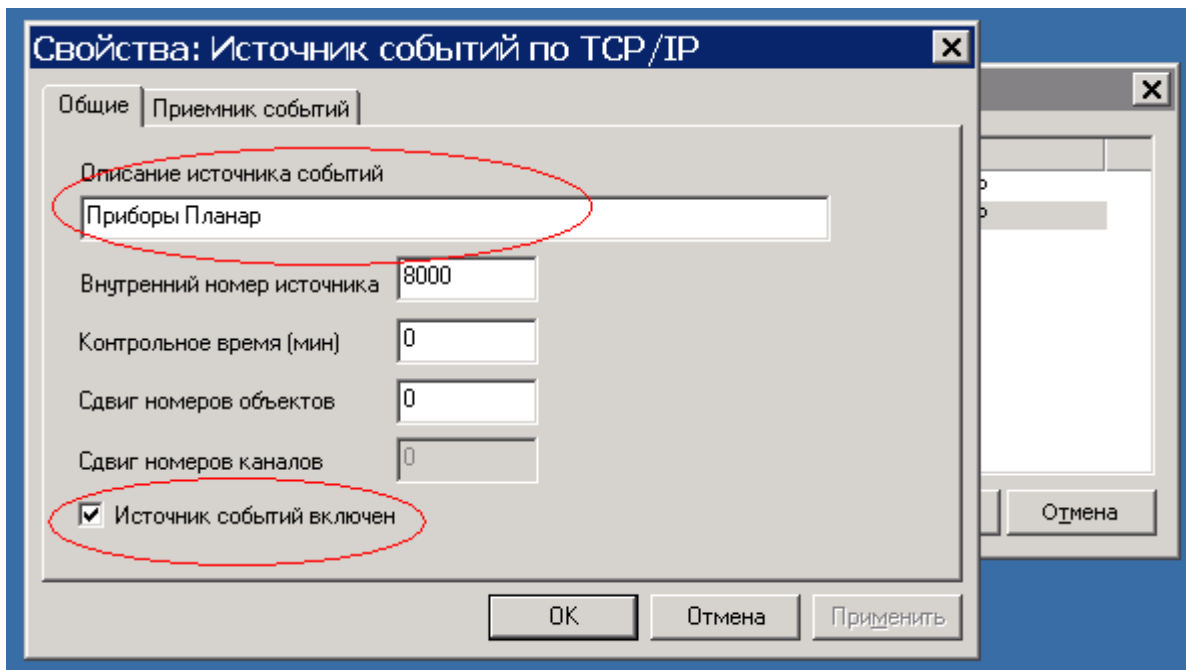 Свойства: Источник событий по TCP/IP
Общие
Приемник событий
Описание источника событий
Приборы Планар
Внутренний номер источника
8000
Контрольное время (мин)
0
Сдвиг номеров объектов
0
Сдвиг номеров каналов
0
Источник событий включен
OK
Отмена
Применить
Отмена